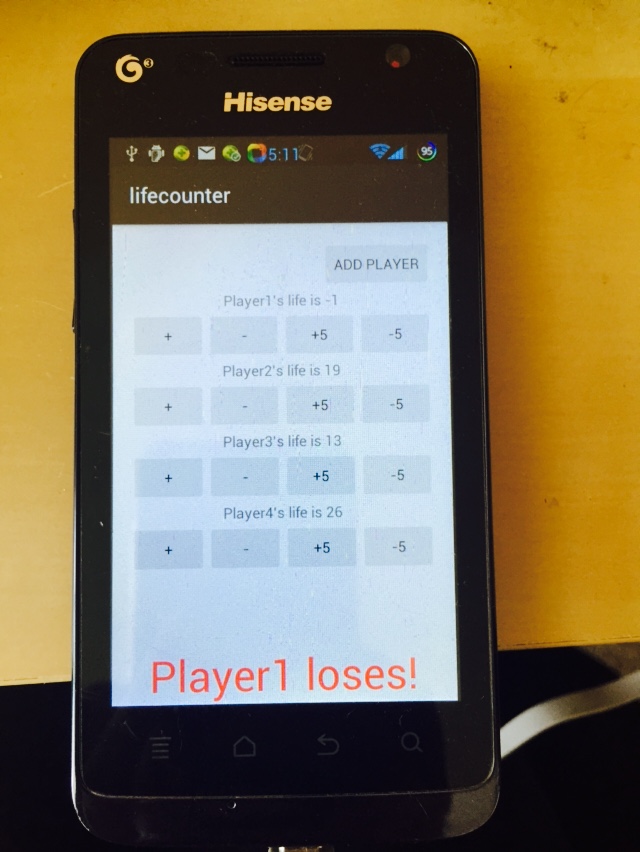 3
Hisense
5:11
95
lifecounter
ADD PLAYER
Player1's life is -1
+ - +5 -5
Player2's life is 19
+ - +5 -5
Player3's life is 13
+ - +5 -5
Player4's life is 26
+ - +5 -5
Player1 loses!